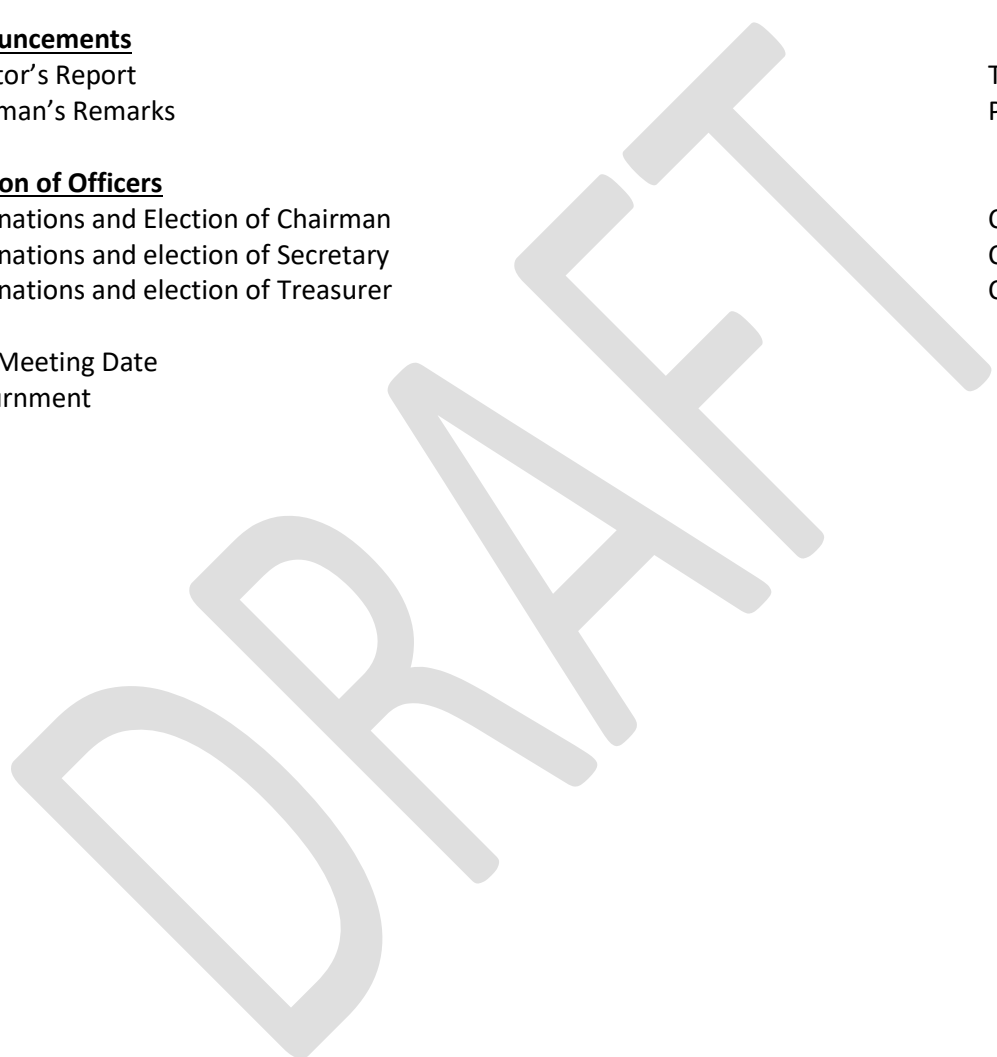 uncements
tor's Report T
man's Remarks
on of Officers
nations and Election of Chairman
nations and election of Secretary
nations and election of Treasurer
Meeting Date
urnment
DRAFT